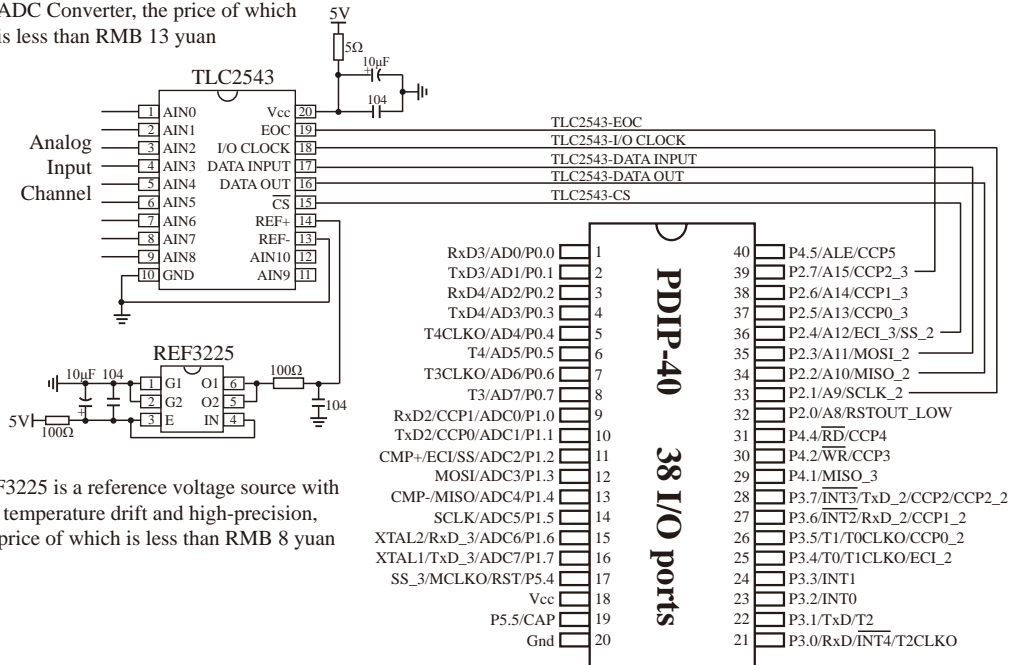 ADC Converter, the price of which
is less than RMB 13 yuan
5V
5Ω
10μF
104
TLC2543
1 AIN0 Vcc 20
2 AIN1 EOC 19
3 AIN2 I/O CLOCK 18
4 AIN3 DATA INPUT 17
5 AIN4 DATA OUT 16
6 AIN5 CS 15
7 AIN6 REF+ 14
8 AIN7 REF- 13
9 AIN8 AIN10 12
10 GND AIN9 11
Analog
Input
Channel
TLC2543-EOC
TLC2543-I/O CLOCK
TLC2543-DATA INPUT
TLC2543-DATA OUT
TLC2543-CS
REF3225
10μF 104
1 G1 O1 6
2 G2 O2 5
3 E IN 4
100Ω
104
5V
100Ω
F3225 is a reference voltage source with
temperature drift and high-precision,
price of which is less than RMB 8 yuan
PDIP-40 38 I/O ports
RxD3/AD0/P0.0 1 40 P4.5/ALE/CCP5
TxD3/AD1/P0.1 2 39 P2.7/A15/CCP2_3
RxD4/AD2/P0.2 3 38 P2.6/A14/CCP1_3
TxD4/AD3/P0.3 4 37 P2.5/A13/CCP0_3
T4CLKO/AD4/P0.4 5 36 P2.4/A12/ECI_3/SS_2
T4/AD5/P0.5 6 35 P2.3/A11/MOSI_2
T3CLKO/AD6/P0.6 7 34 P2.2/A10/MISO_2
T3/AD7/P0.7 8 33 P2.1/A9/SCLK_2
RxD2/CCP1/ADC0/P1.0 9 32 P2.0/A8/RSTOUT_LOW
TxD2/CCP0/ADC1/P1.1 10 31 P4.4/RD/CCP4
CMP+/ECI/SS/ADC2/P1.2 11 30 P4.2/WR/CCP3
MOSI/ADC3/P1.3 12 29 P4.1/MISO_3
CMP-/MISO/ADC4/P1.4 13 28 P3.7/INT3/TxD_2/CCP2/CCP2_2
SCLK/ADC5/P1.5 14 27 P3.6/INT2/RxD_2/CCP1_2
XTAL2/RxD_3/ADC6/P1.6 15 26 P3.5/T1/T0CLKO/CCP0_2
XTAL1/TxD_3/ADC7/P1.7 16 25 P3.4/T0/T1CLKO/ECI_2
SS_3/MCLKO/RST/P5.4 17 24 P3.3/INT1
Vcc 18 23 P3.2/INT0
P5.5/CAP 19 22 P3.1/TxD/T2
Gnd 20 21 P3.0/RxD/INT4/T2CLKO